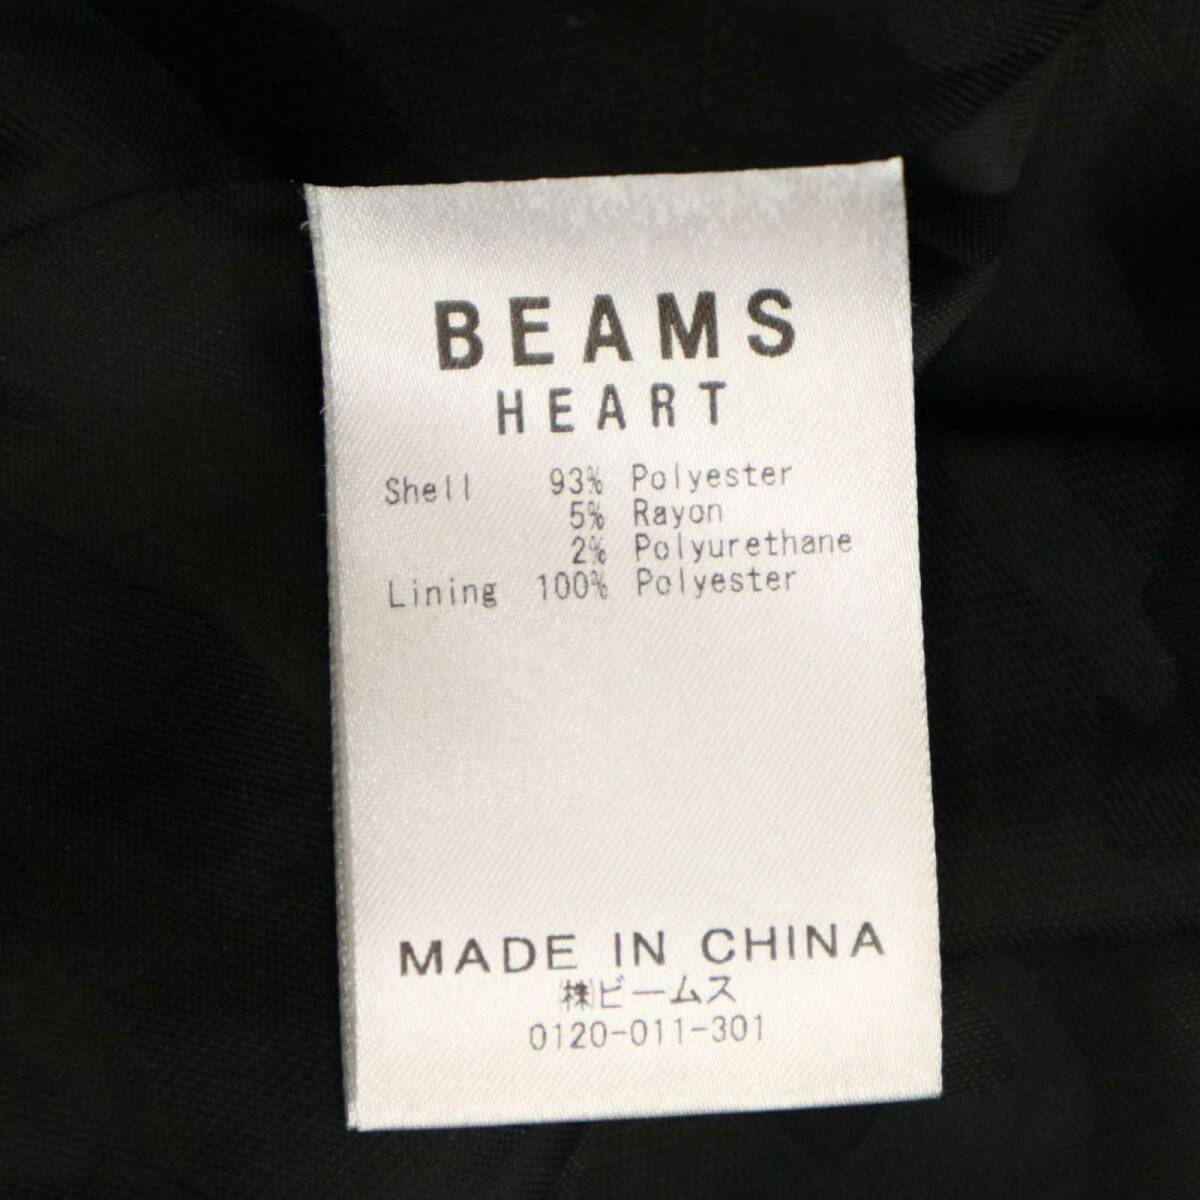 BEAMS
HEART
Shell 93% Polyester
5% Rayon
2% Polyurethane
Lining 100% Polyester
MADE IN CHINA
㈱ビームス
0120-011-301